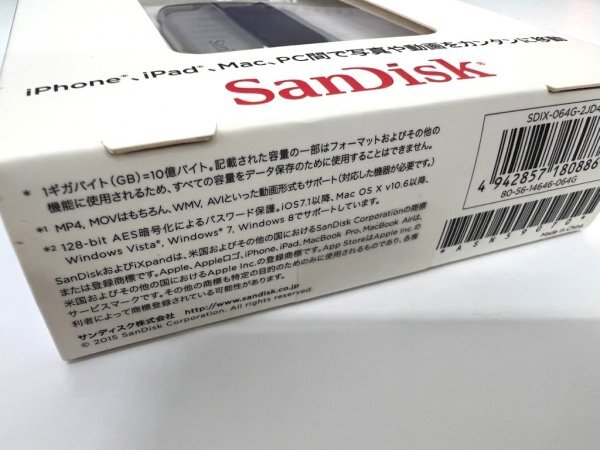 iPhone®、iPad®、Mac、PC間で写真や動画をカンタンに移動
SanDisk®
* 1ギガバイト(GB)=10億バイト。記載された容量の一部はフォーマットおよびその他の
機能に使用されるため、すべての容量をデータ保存のために使用することはできません。
*1 MP4, MOVはもちろん、WMV, AVIといった動画形式もサポート(対応した機器が必要です)。
*2 128-bit AES暗号化によるパスワード保護。iOS7.1以降、Mac OS X v10.6以降、
Windows Vista®, Windows 7, Windows 8でサポートしています。
SanDiskおよびiXpandは、米国およびその他の国におけるSanDisk Corporationの商標
または登録商標です。Apple、Appleロゴ、iPhone、iPad、MacBook Pro、MacBook Airは、
米国およびその他の国におけるApple Inc.の登録商標です。App StoreはApple Inc.の
サービスマークです。その他の商標も特定の目的のためのみに使用されるものであり、各権
利者によって商標登録されている可能性があります。
サンディスク株式会社 http://www.sandisk.co.jp
© 2015 SanDisk Corporation. All rights reserved.
SDIX-064G-2JD4
4 942857 180886
80-56-14646-064G
Made in China